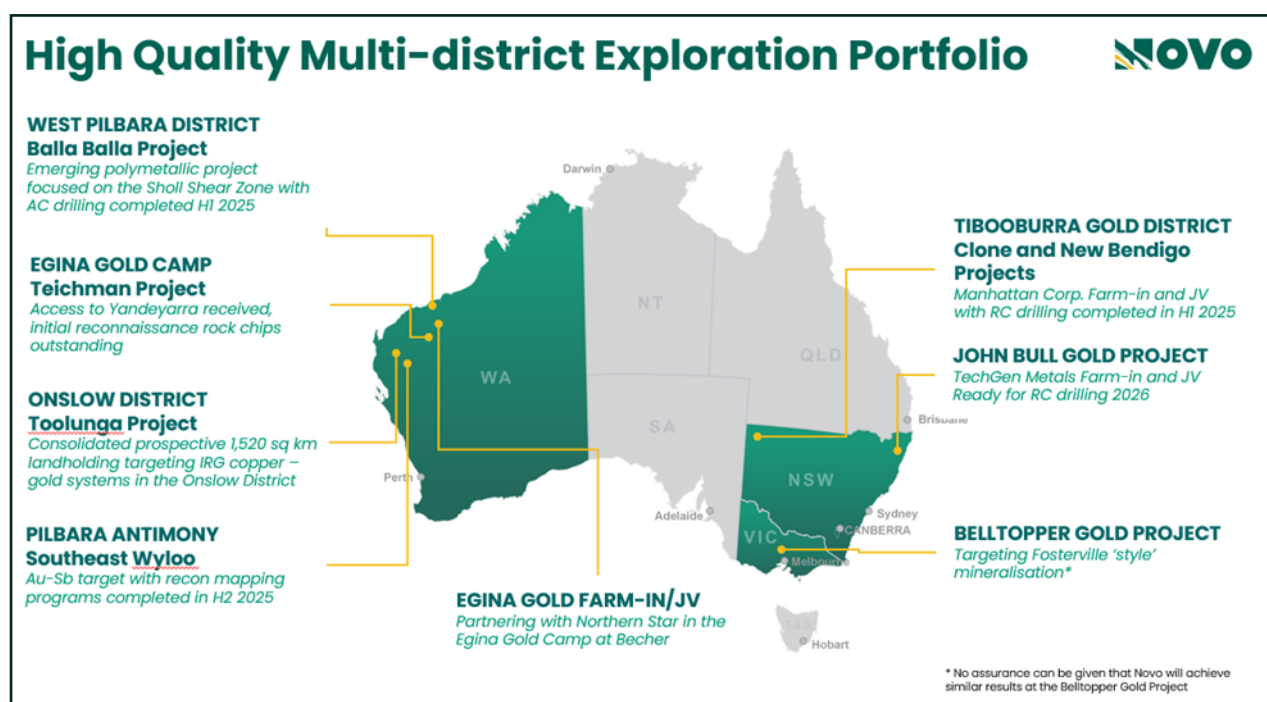 High Quality Multi-district Exploration Portfolio
NOVO
WEST PILBARA DISTRICT
Balla Balla Project
Emerging polymetallic project
focused on the Sholl Shear Zone with
AC drilling completed H1 2025
EGINA GOLD CAMP
Teichman Project
Access to Yandeyarra received,
initial reconnaissance rock chips
outstanding
ONSLOW DISTRICT
Toolunga Project
Consolidated prospective 1,520 sq km
landholding targeting IRG copper –
gold systems in the Onslow District
PILBARA ANTIMONY
Southeast Wyloo
Au-Sb target with recon mapping
programs completed in H2 2025
EGINA GOLD FARM-IN/JV
Partnering with Northern Star in the
Egina Gold Camp at Becher
Darwin
NT
QLD
WA
SA
Brisbane
Perth
NSW
Adelaide
Sydney
CANBERRA
VIC
Melbourne
TAS
Hobart
TIBOOBURRA GOLD DISTRICT
Clone and New Bendigo
Projects
Manhattan Corp. Farm-in and JV
with RC drilling completed in H1 2025
JOHN BULL GOLD PROJECT
TechGen Metals Farm-in and JV
Ready for RC drilling 2026
BELLTOPPER GOLD PROJECT
Targeting Fosterville ‘style’
mineralisation*
* No assurance can be given that Novo will achieve
similar results at the Belltopper Gold Project